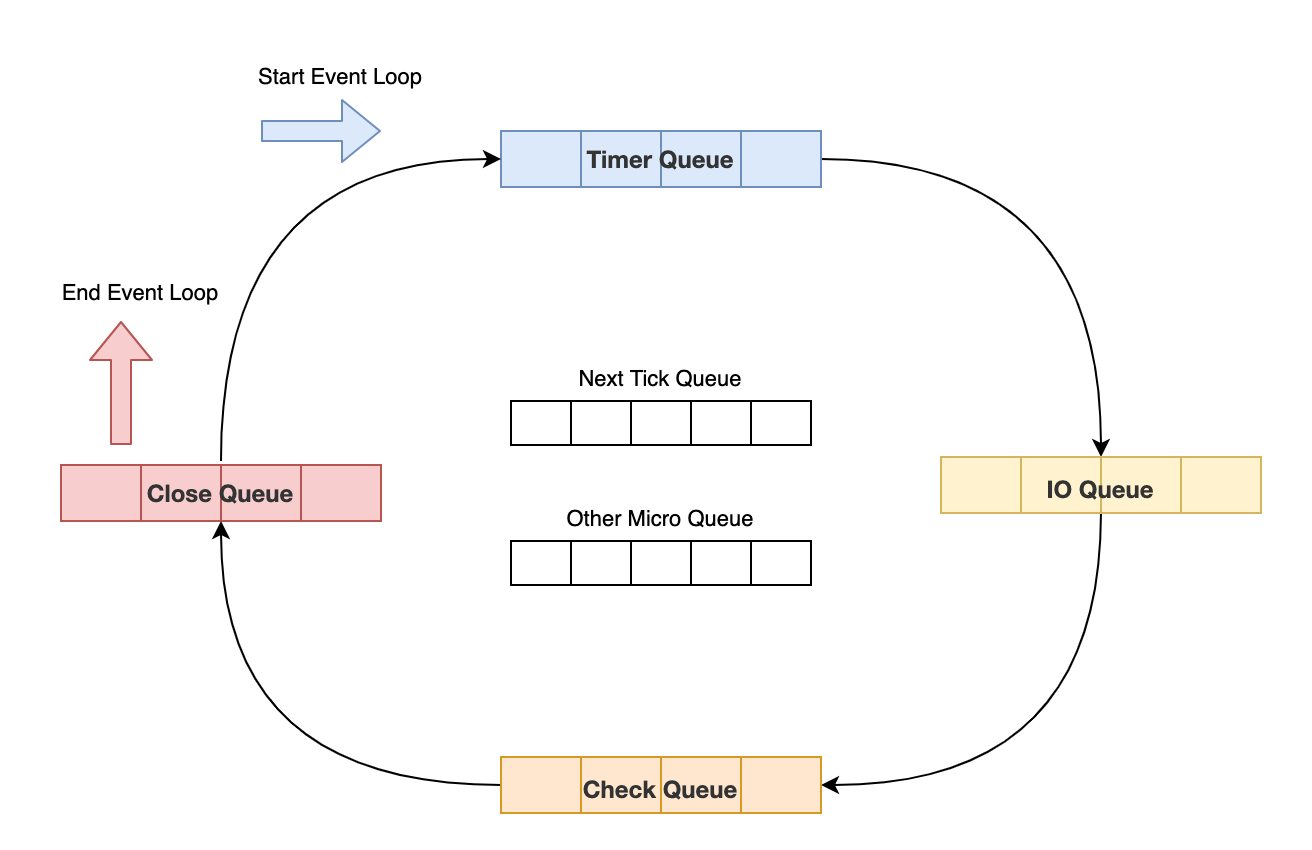 Start Event Loop
Timer Queue
End Event Loop
Next Tick Queue
Close Queue
IO Queue
Other Micro Queue
Check Queue